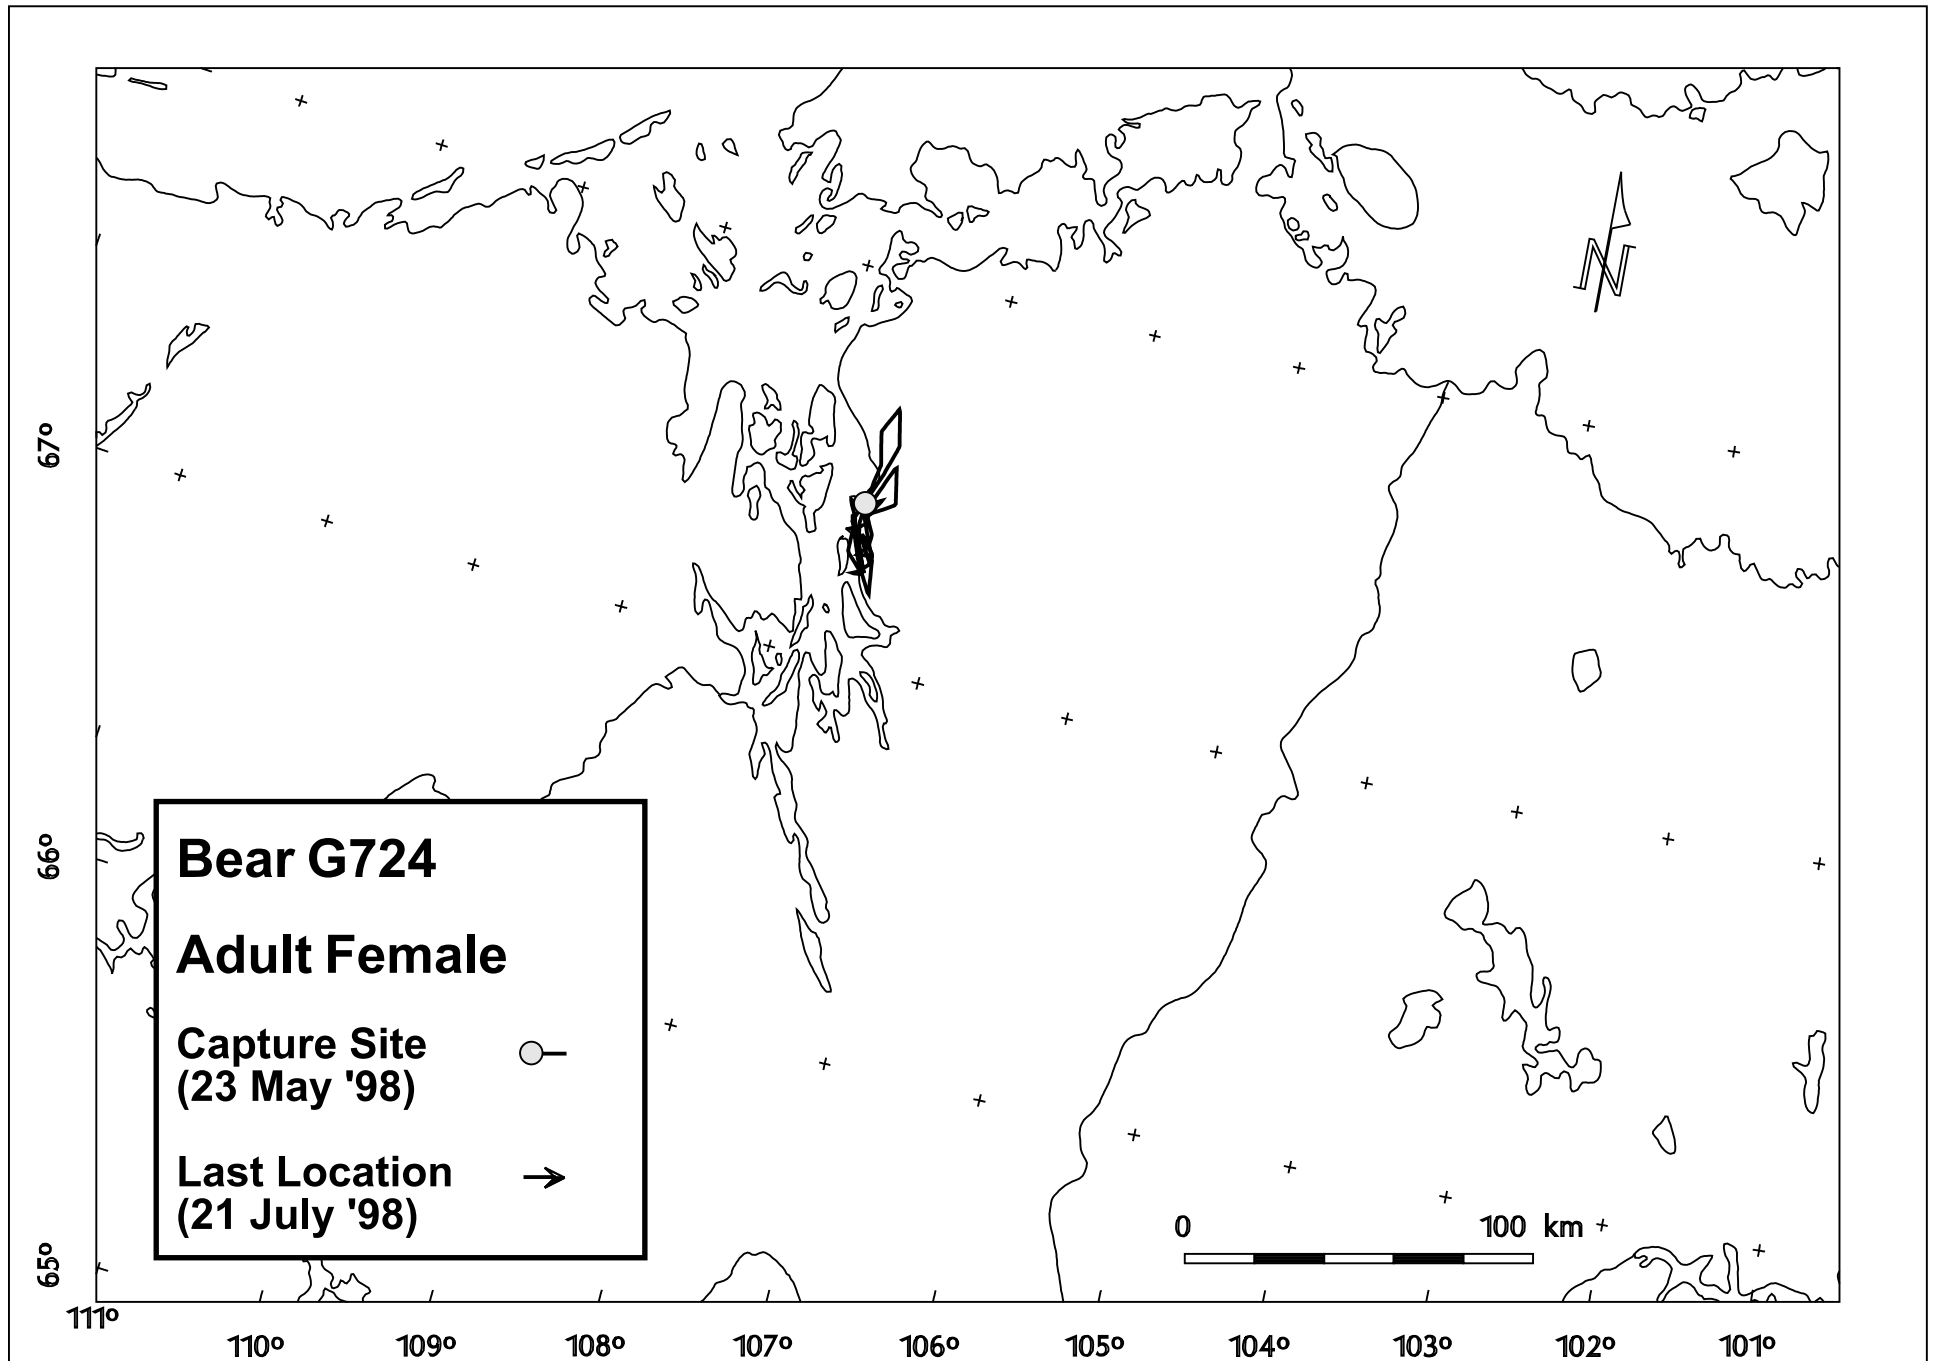 N
67º
66º
Bear G724
Adult Female
Capture Site
(23 May '98)
Last Location
(21 July '98)
0 100 km
65º
111º
110º 109º 108º 107º 106º 105º 104º 103º 102º 101º